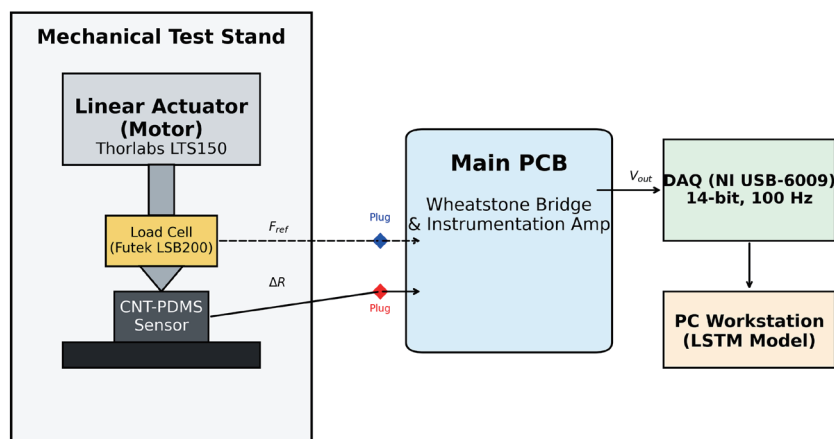 Mechanical Test Stand
Linear Actuator
(Motor)
Thorlabs LTS150
Load Cell
(Futek LSB200)
CNT-PDMS
Sensor
F_ref
ΔR
Plug
Plug
Main PCB
Wheatstone Bridge
& Instrumentation Amp
V_out
DAQ (NI USB-6009)
14-bit, 100 Hz
PC Workstation
(LSTM Model)